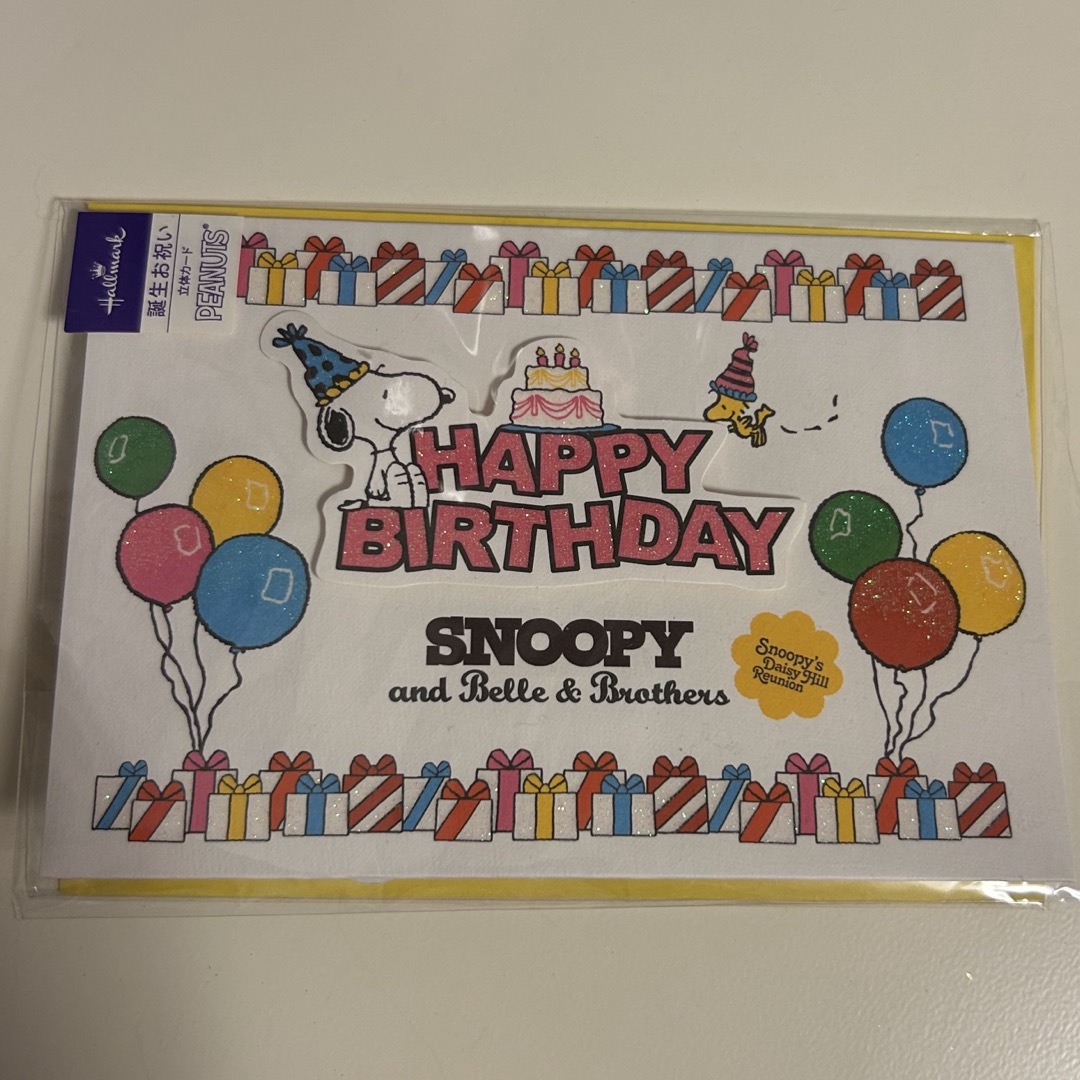 Hallmark
誕生お祝い
立体カード
PEANUTS®
HAPPY
BIRTHDAY
SNOOPY
and Belle & Brothers
Snoopy's
Daisy Hill
Reunion